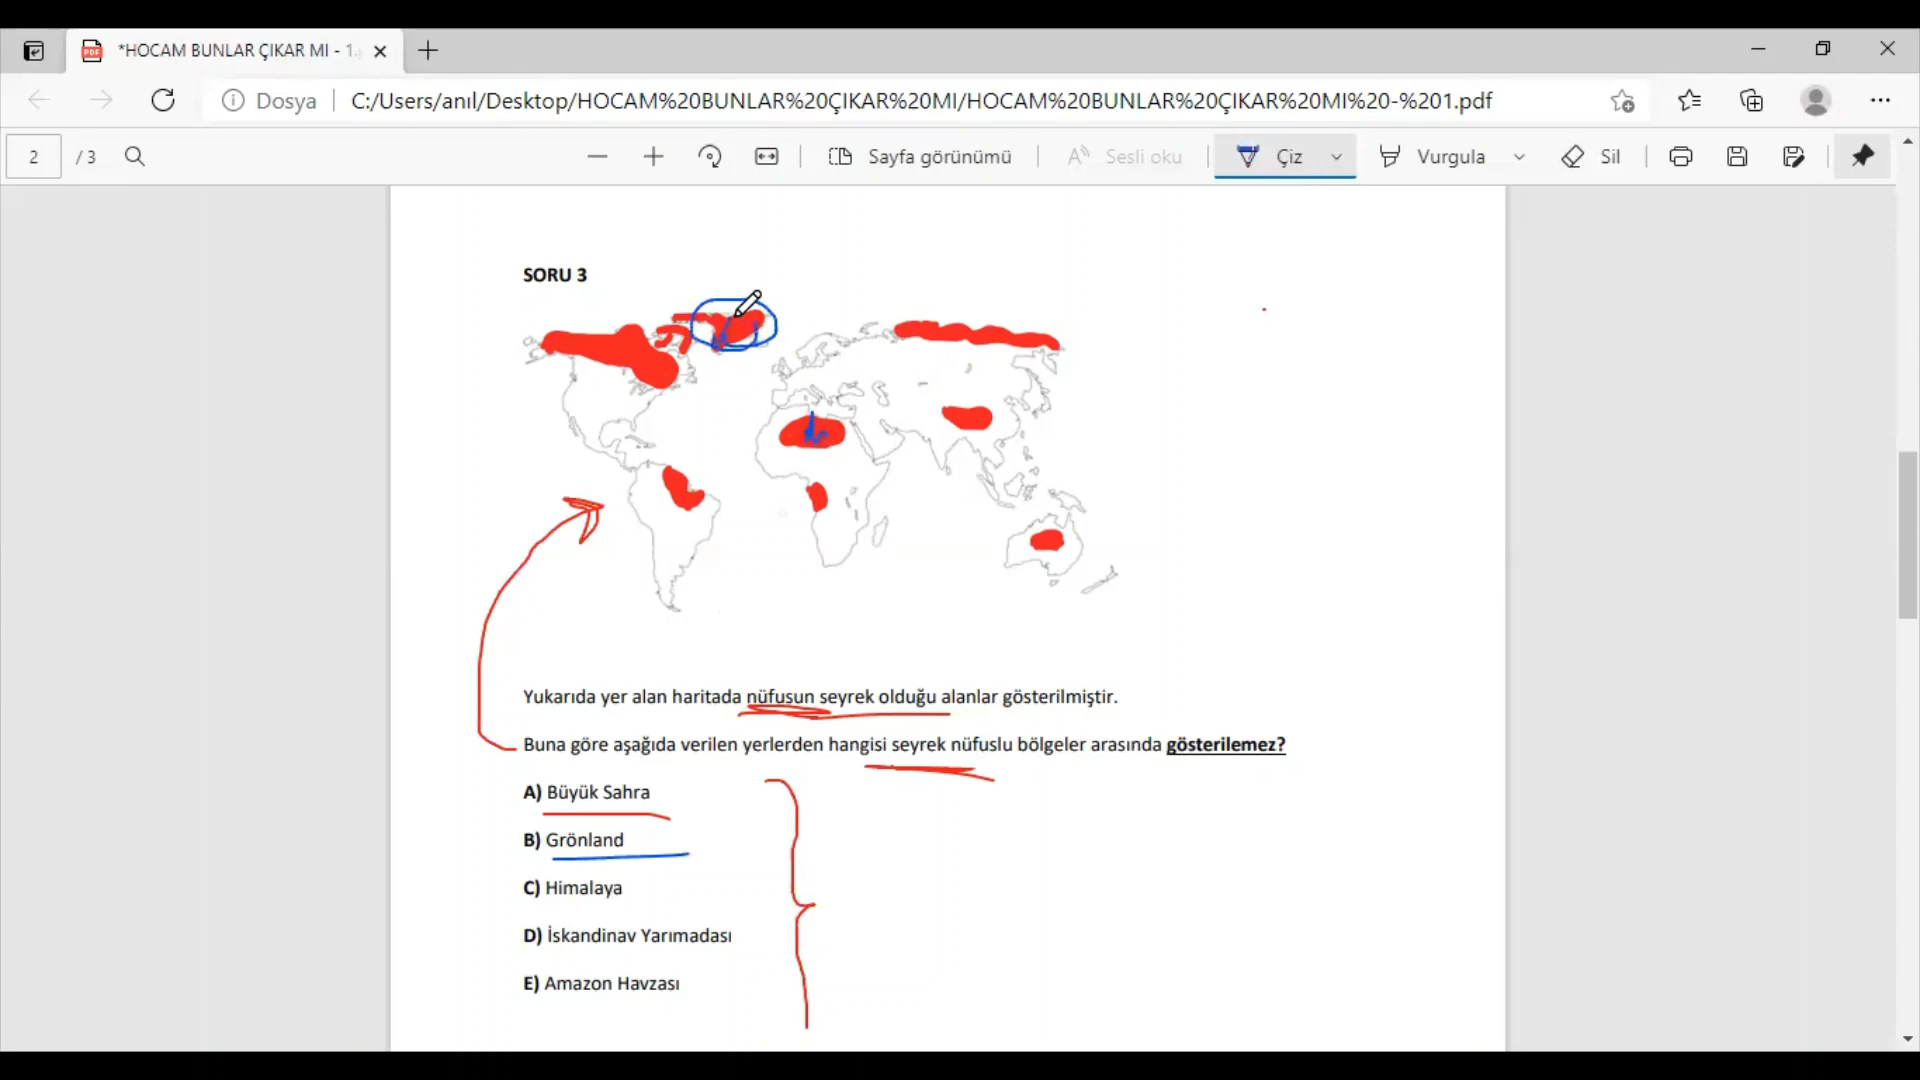 *HOCAM BUNLAR ÇIKAR MI - 1.
Dosya
C:/Users/anıl/Desktop/HOCAM%20BUNLAR%20ÇIKAR%20MI/HOCAM%20BUNLAR%20ÇIKAR%20MI%20-%201.pdf
2 / 3
Sayfa görünümü
Sesli oku
Çiz
Vurgula
Sil
SORU 3
Yukarıda yer alan haritada nüfusun seyrek olduğu alanlar gösterilmiştir.
Buna göre aşağıda verilen yerlerden hangisi seyrek nüfuslu bölgeler arasında gösterilemez?
A) Büyük Sahra
B) Grönland
C) Himalaya
D) İskandinav Yarımadası
E) Amazon Havzası